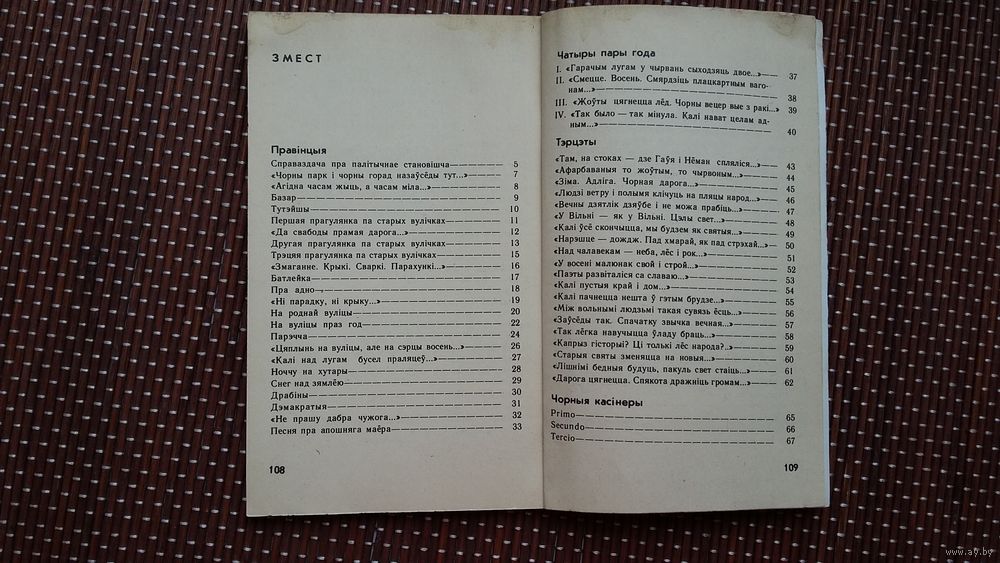 ЗМЕСТ
Правінцыя
Справаздача пра палітычнае становішча — 5
«Чорны парк і чорны горад назаўсёды тут...» — 7
«Агідна часам жыць, а часам міла...» — 8
Базар — 9
Тутэйшы — 10
Першая прагулянка па старых вулічках — 11
«Да свабоды прамая дарога...» — 12
Другая прагулянка па старых вулічках — 13
Трэцяя прагулянка па старых вулічках — 15
«Змаганне. Крыкі. Сваркі. Парахункі...» — 16
Батлейка — 17
Пра адно — 18
«Ні парадку, ні крыку...» — 19
На роднай вуліцы — 20
На вуліцы праз год — 22
Парэчча — 24
«Цяплынь на вуліцы, але на сэрцы восень...» — 26
«Калі над лугам бусел праляцеў...» — 27
Ноччу на хутары — 28
Снег над зямлёю — 29
Драбіны — 30
Дэмакратыя — 31
«Не прашу дабра чужога...» — 32
Песня пра апошняга маёра — 33
108
Чатыры пары года
I. «Гарачым лугам у чырвань сыходзяць двое...» — 37
II. «Смецце. Восень. Смярдзіць плацкартным ваго-
нам...» — 38
III. «Жоўты цягнецца лёд. Чорны вецер вые з ракі...» — 39
IV. «Так было — так мінула. Калі нават целам ад-
ным...» — 40
Тэрцэты
«Там, на стоках — дзе Гаўя і Нёман спляліся...» — 43
«Афарбаваныя то жоўтым, то чырвоным...» — 44
«Зіма. Адліга. Чорная дарога...» — 45
«Людзі ветру і полымя клічуць на пляцы народ...» — 46
«Вечны дзятлік дзяўбе і не можа прабіць...» — 47
«У Вільні — як у Вільні. Цэлы свет...» — 48
«Калі ўсё скончыцца, мы будзем як святыя...» — 49
«Нарэшце — дождж. Пад хмарай, як пад стрэхай...» — 50
«Над чалавекам — неба, лёс і рок...» — 51
«У восені малюнак свой і строй...» — 52
«Паэты развіталіся са славаю...» — 53
«Калі пустыя край і дом...» — 54
«Калі пачнецца нешта ў гэтым брудзе...» — 55
«Між вольнымі людзьмі такая сувязь ёсць...» — 56
«Заўсёды так. Спачатку звычка вечная...» — 57
«Так лёгка навучыцца ўладу браць...» — 58
«Капрыз гісторыі? Ці толькі лёс народа?..» — 59
«Старыя святы зменяцца на новыя...» — 60
«Лішнімі бедныя будуць, пакуль свет стаіць...» — 61
«Дарога цягнецца. Спякота дражніць громам...» — 62
Чорныя касінеры
Primo — 65
Secundo — 66
Tercio — 67
109
www.ay.by